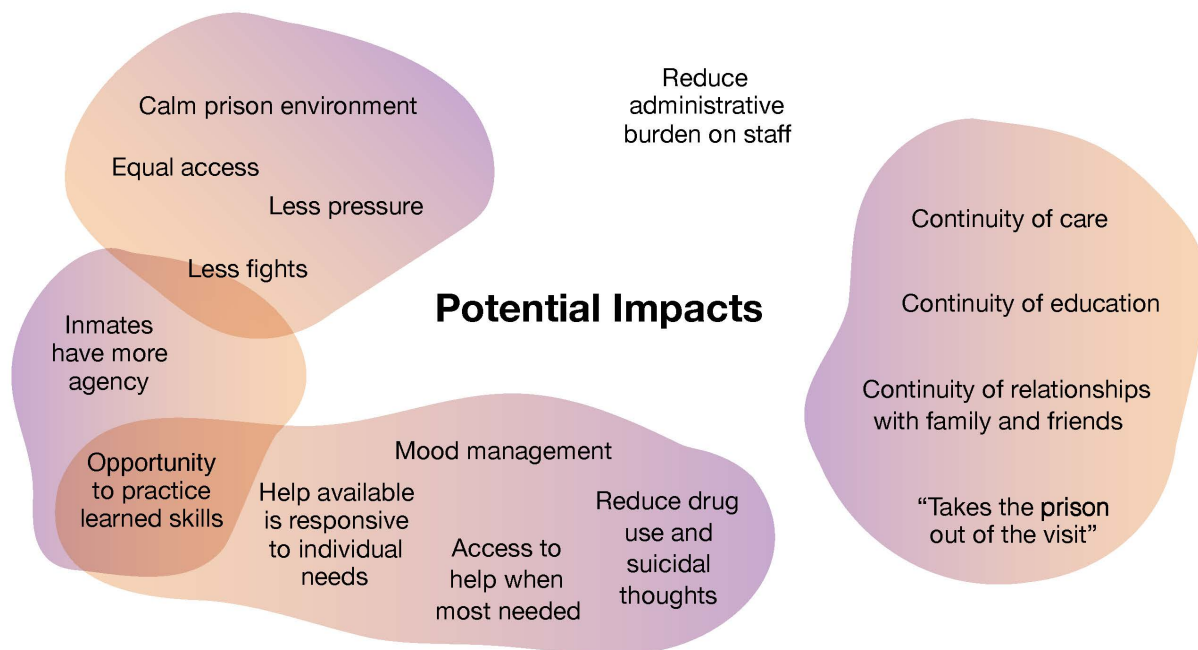 Calm prison environment
Equal access
Less pressure
Less fights
Reduce
administrative
burden on staff
Potential Impacts
Inmates
have more
agency
Opportunity
to practice
learned skills
Mood management
Help available
is responsive
to individual
needs
Access to
help when
most needed
Reduce drug
use and
suicidal
thoughts
Continuity of care
Continuity of education
Continuity of relationships
with family and friends
“Takes the prison
out of the visit”